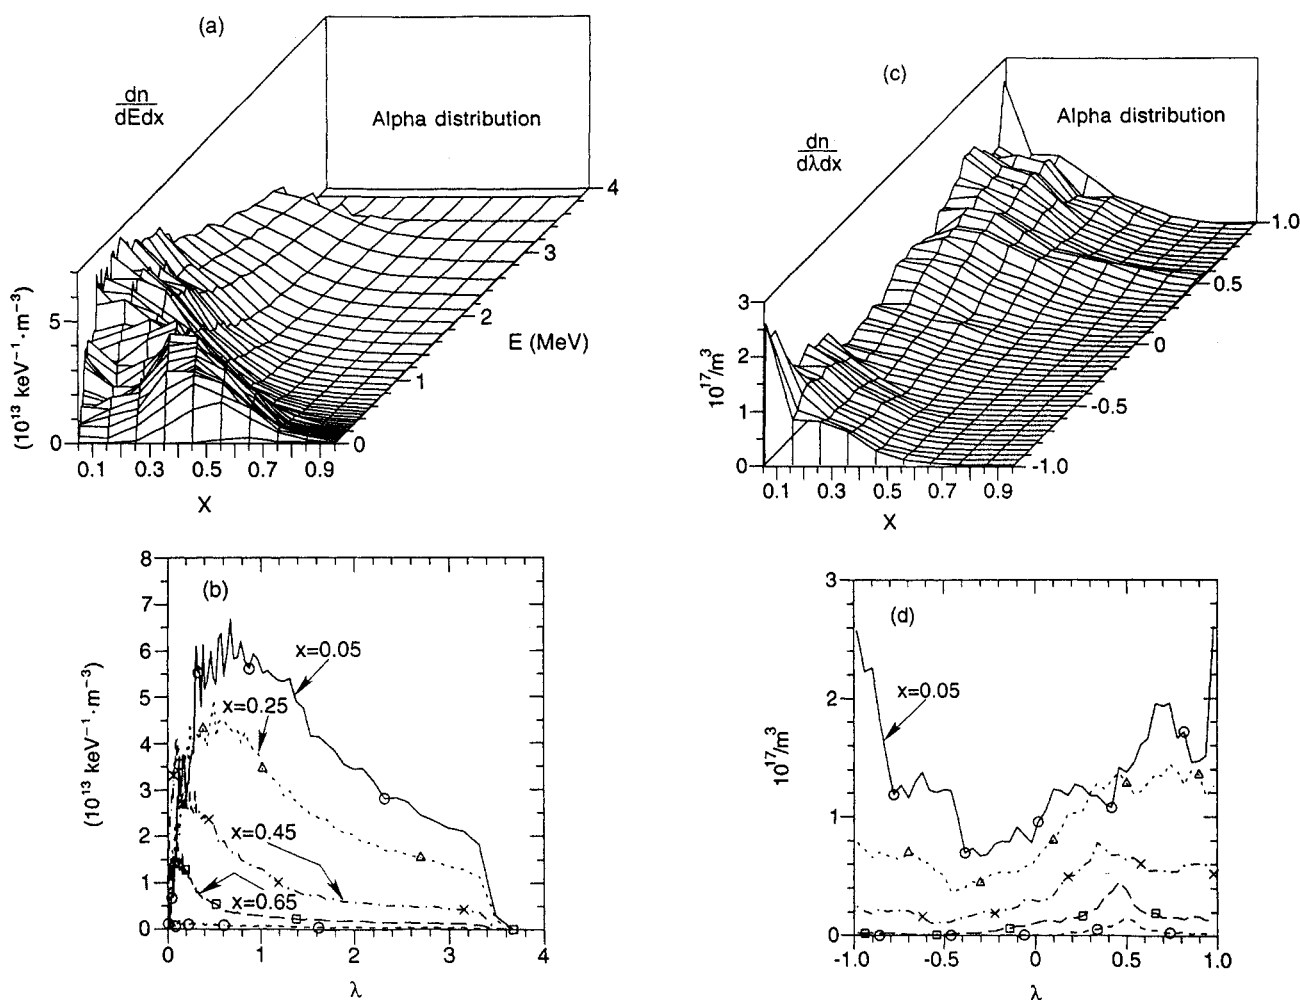 (a)
dn
dEdx
Alpha distribution
4
3
2
E (MeV)
1
0
(10¹³ keV⁻¹·m⁻³)
5
0
0.1 0.3 0.5 0.7 0.9
X
(c)
dn
dλdx
Alpha distribution
1.0
0.5
0
-0.5
-1.0
10¹⁷/m³
3
2
1
0
0.1 0.3 0.5 0.7 0.9
X
(b)
(10¹³ keV⁻¹·m⁻³)
8
7
6
5
4
3
2
1
0
x=0.05
x=0.25
x=0.45
x=0.65
0 1 2 3 4
λ
(d)
10¹⁷/m³
3
2
1
0
x=0.05
-1.0 -0.5 0 0.5 1.0
λ